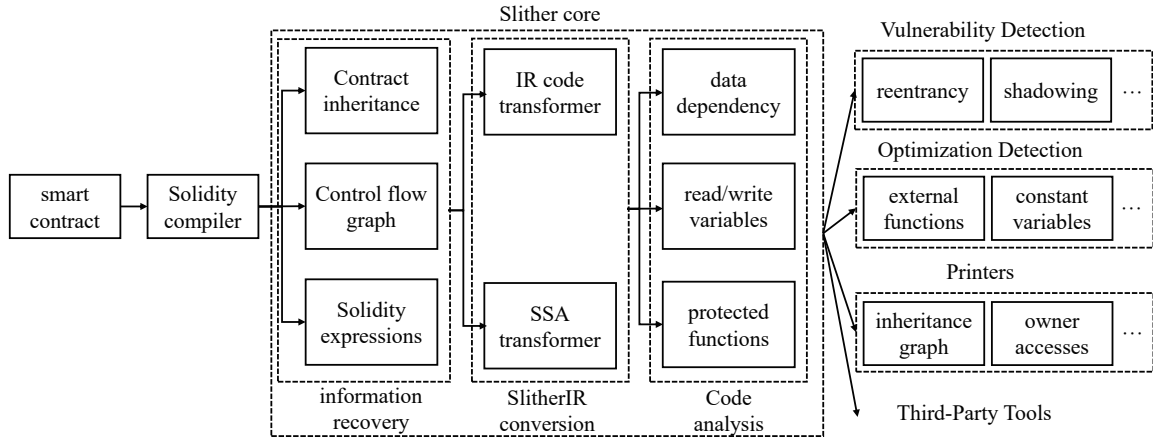 Slither core
smart
contract
Solidity
compiler
Contract
inheritance
Control flow
graph
Solidity
expressions
information
recovery
IR code
transformer
SSA
transformer
SlitherIR
conversion
data
dependency
read/write
variables
protected
functions
Code
analysis
Vulnerability Detection
reentrancy
shadowing
...
Optimization Detection
external
functions
constant
variables
...
Printers
inheritance
graph
owner
accesses
...
Third-Party Tools